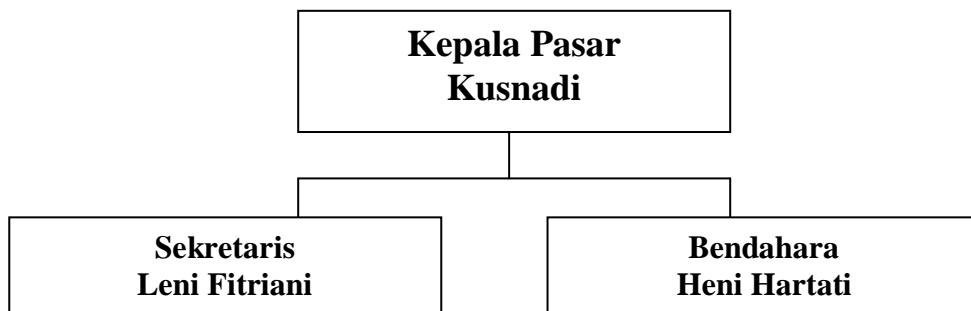 Kepala Pasar
Kusnadi
Sekretaris
Leni Fitriani
Bendahara
Heni Hartati